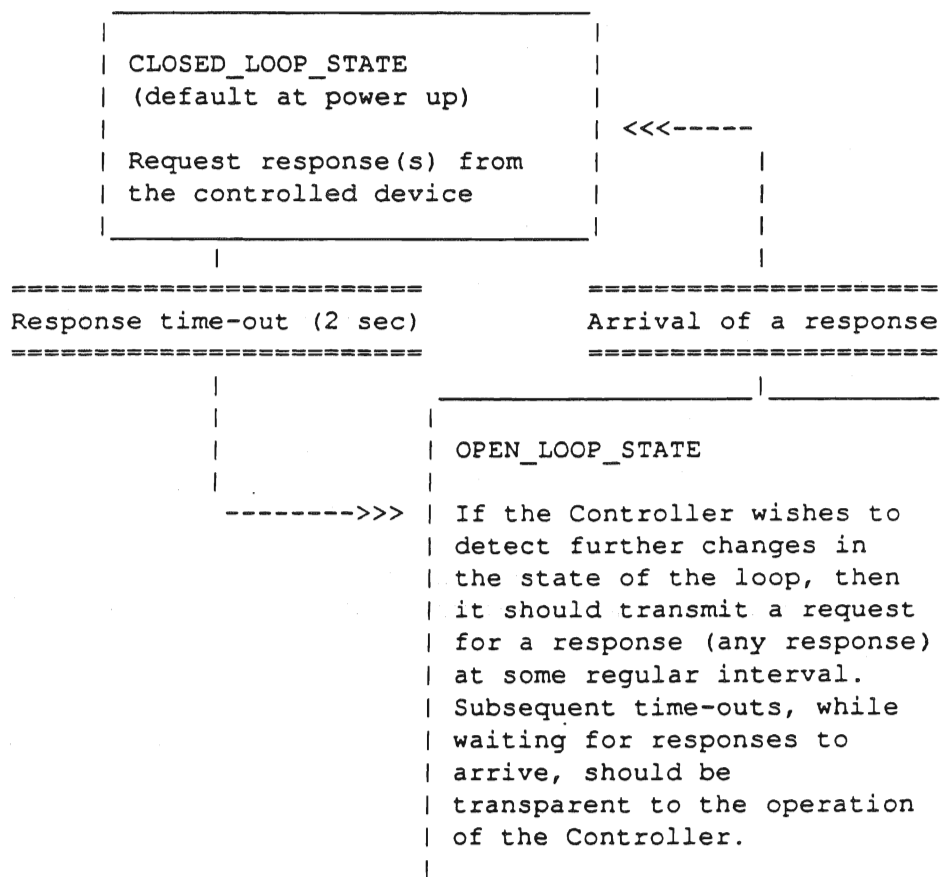 CLOSED_LOOP_STATE
(default at power up)
<<<-----
Request response(s) from
the controlled device
=========================
Response time-out (2 sec)
=========================
=====================
Arrival of a response
=====================
OPEN_LOOP_STATE
-------->>>
If the Controller wishes to
detect further changes in
the state of the loop, then
it should transmit a request
for a response (any response)
at some regular interval.
Subsequent time-outs, while
waiting for responses to
arrive, should be
transparent to the operation
of the Controller.